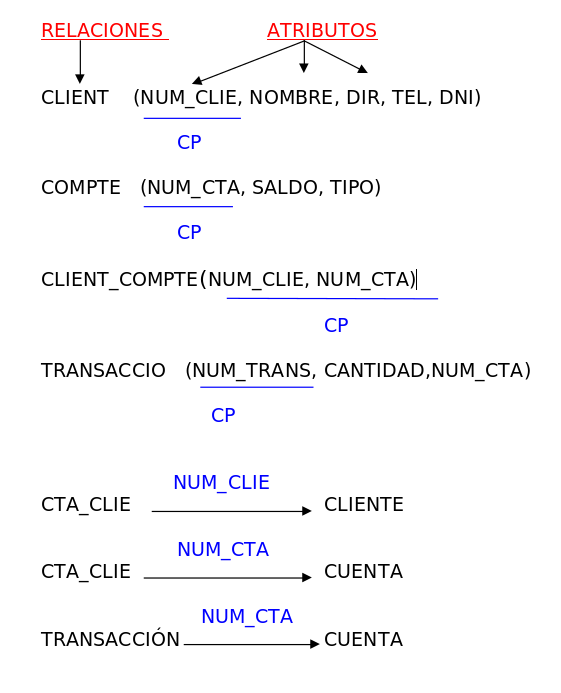 RELACIONES ATRIBUTOS
CLIENT (NUM_CLIE, NOMBRE, DIR, TEL, DNI)
CP
COMPTE (NUM_CTA, SALDO, TIPO)
CP
CLIENT_COMPTE(NUM_CLIE, NUM_CTA)
CP
TRANSACCIO (NUM_TRANS, CANTIDAD,NUM_CTA)
CP
NUM_CLIE
CTA_CLIE CLIENTE
NUM_CTA
CTA_CLIE CUENTA
NUM_CTA
TRANSACCIÓN CUENTA